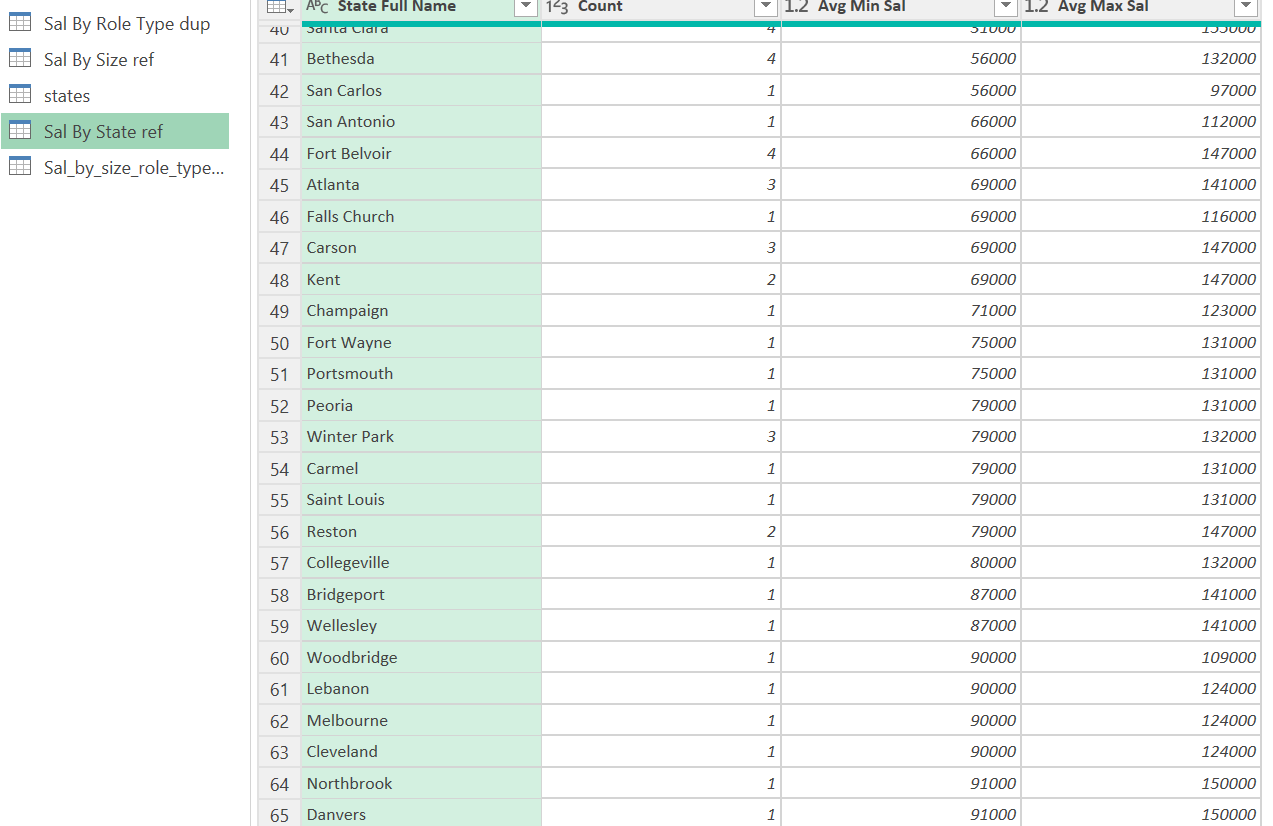 Sal By Role Type dup
Sal By Size ref
states
Sal By State ref
Sal_by_size_role_type...
ABC State Full Name 123 Count 1.2 Avg Min Sal 1.2 Avg Max Sal
40 Santa Clara 4 51000 155000
41 Bethesda 4 56000 132000
42 San Carlos 1 56000 97000
43 San Antonio 1 66000 112000
44 Fort Belvoir 4 66000 147000
45 Atlanta 3 69000 141000
46 Falls Church 1 69000 116000
47 Carson 3 69000 147000
48 Kent 2 69000 147000
49 Champaign 1 71000 123000
50 Fort Wayne 1 75000 131000
51 Portsmouth 1 75000 131000
52 Peoria 1 79000 131000
53 Winter Park 3 79000 132000
54 Carmel 1 79000 131000
55 Saint Louis 1 79000 131000
56 Reston 2 79000 147000
57 Collegeville 1 80000 132000
58 Bridgeport 1 87000 141000
59 Wellesley 1 87000 141000
60 Woodbridge 1 90000 109000
61 Lebanon 1 90000 124000
62 Melbourne 1 90000 124000
63 Cleveland 1 90000 124000
64 Northbrook 1 91000 150000
65 Danvers 1 91000 150000